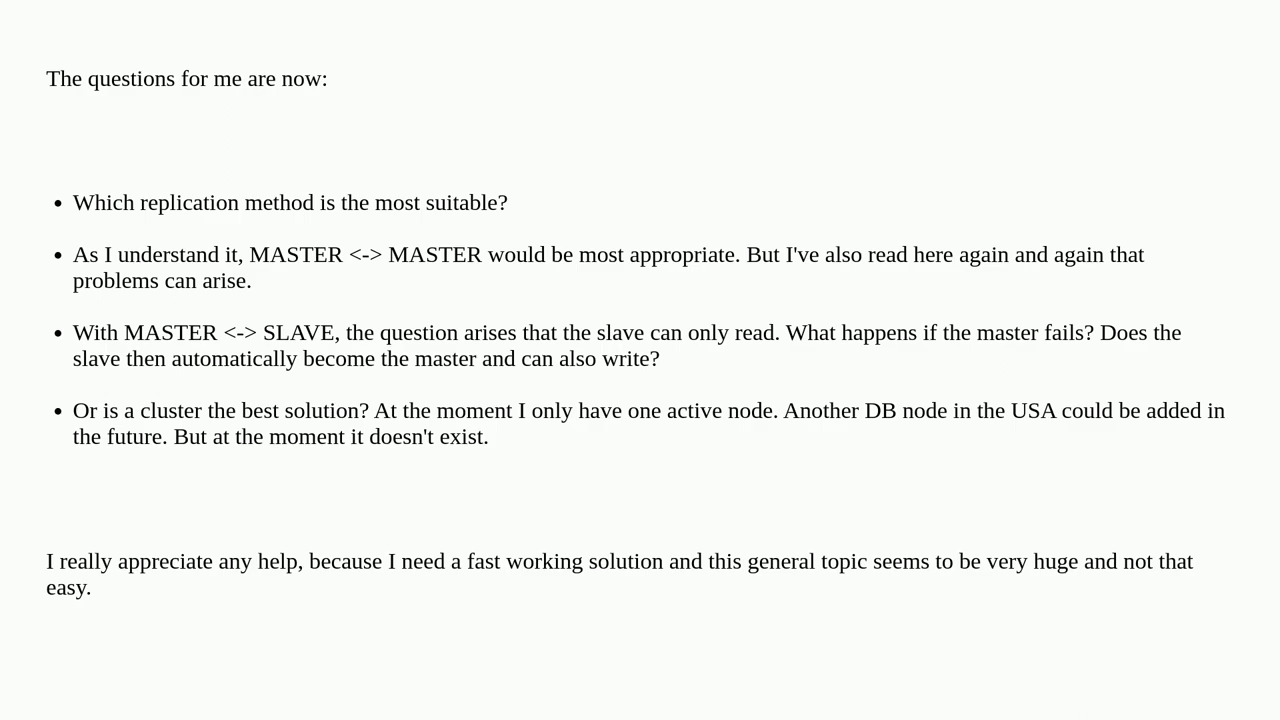 The questions for me are now:
• Which replication method is the most suitable?
• As I understand it, MASTER <-> MASTER would be most appropriate. But I've also read here again and again that
problems can arise.
• With MASTER <-> SLAVE, the question arises that the slave can only read. What happens if the master fails? Does the
slave then automatically become the master and can also write?
• Or is a cluster the best solution? At the moment I only have one active node. Another DB node in the USA could be added in
the future. But at the moment it doesn't exist.
I really appreciate any help, because I need a fast working solution and this general topic seems to be very huge and not that
easy.